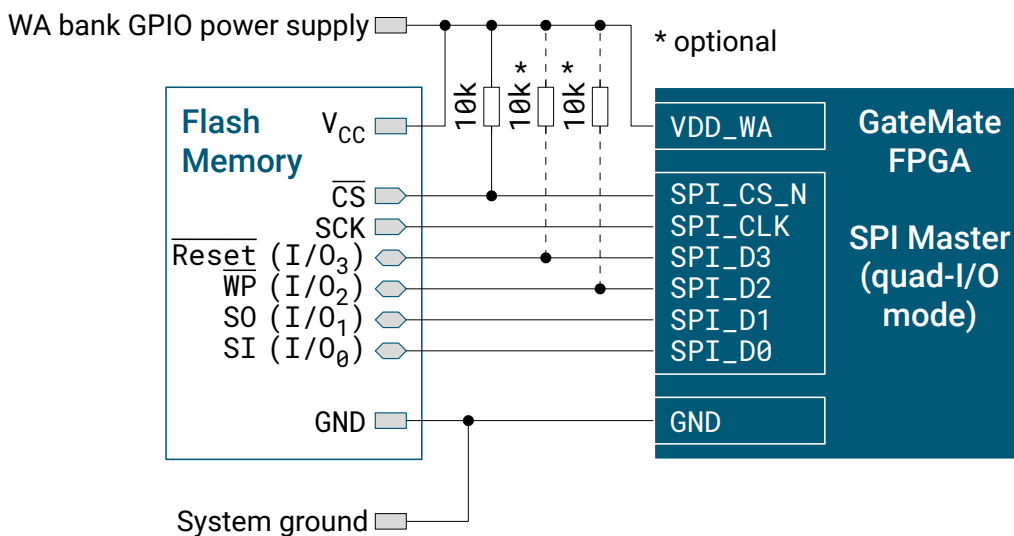 WA bank GPIO power supply
* optional
10k
10k*
10k*
Flash
Memory
GateMate
FPGA
SPI Master
(quad-I/O
mode)
VCC
VDD_WA
CS
SPI_CS_N
SCK
SPI_CLK
Reset (I/O3)
SPI_D3
WP (I/O2)
SPI_D2
SO (I/O1)
SPI_D1
SI (I/O0)
SPI_D0
GND
GND
System ground